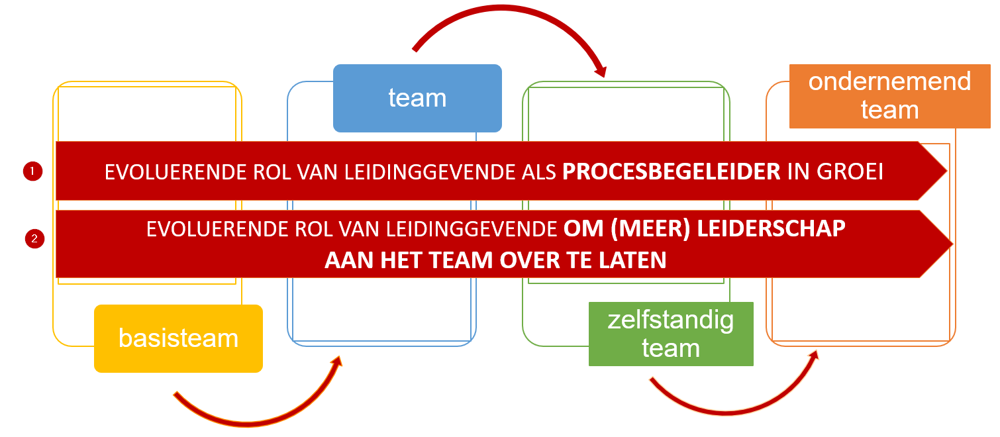 team
ondernemend
team
1
EVOLUERENDE ROL VAN LEIDINGGEVENDE ALS PROCESBEGELEIDER IN GROEI
2
EVOLUERENDE ROL VAN LEIDINGGEVENDE OM (MEER) LEIDERSCHAP
AAN HET TEAM OVER TE LATEN
basisteam
zelfstandig
team